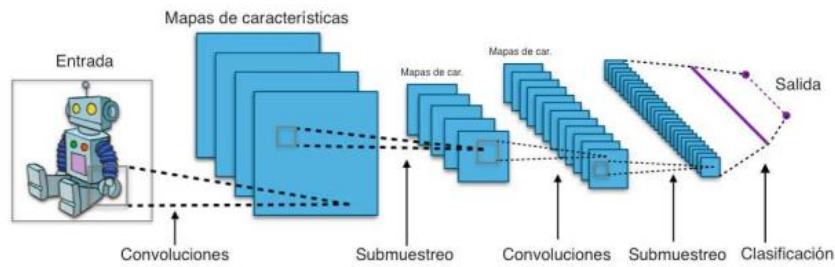 Mapas de características
Entrada
Mapas de car.
Mapas de car.
Salida
Convoluciones
Submuestreo
Convoluciones
Submuestreo
Clasificación